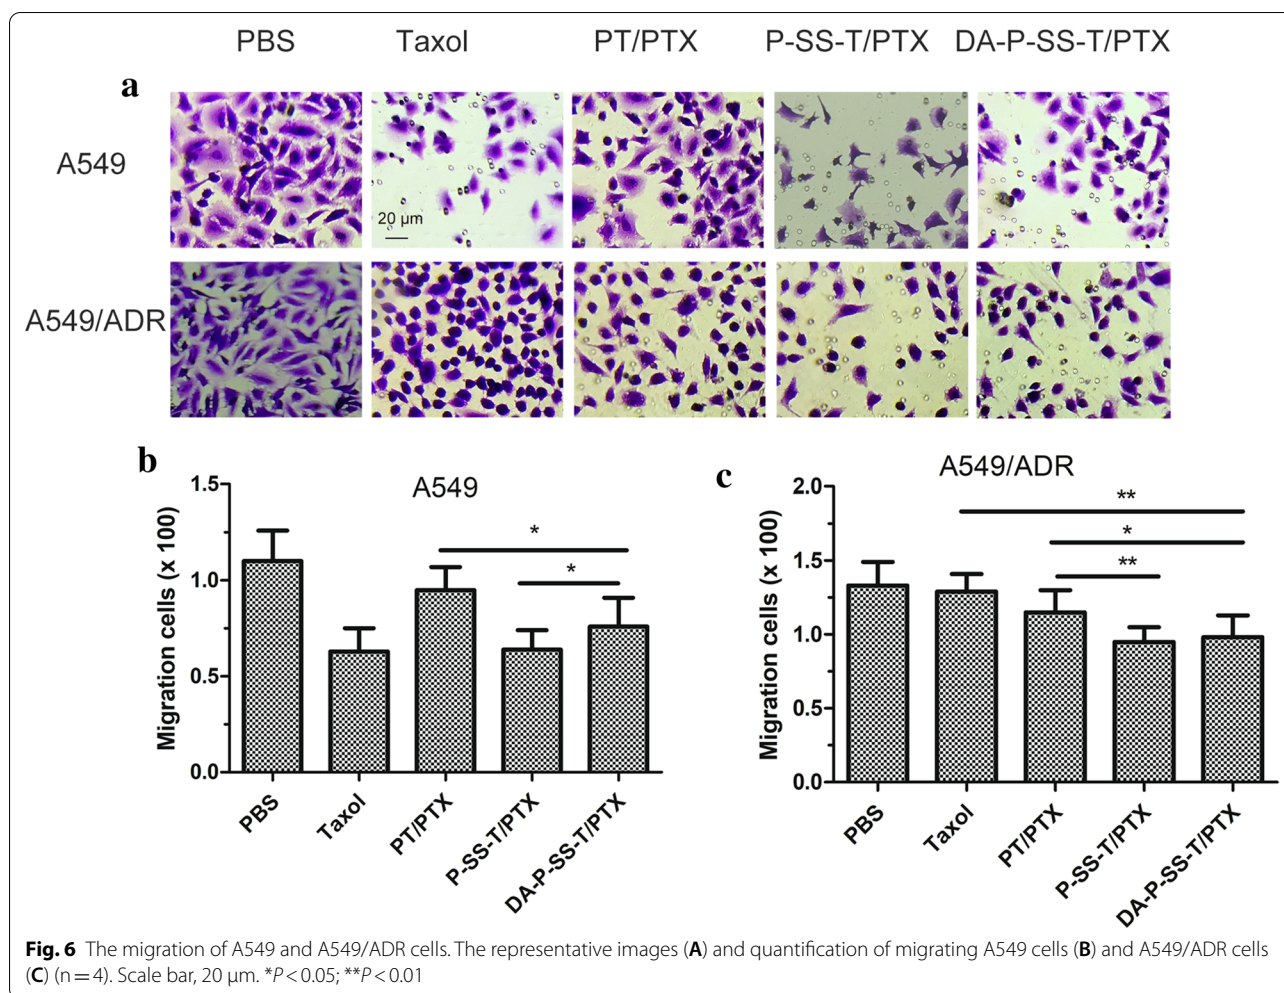 PBS Taxol PT/PTX P-SS-T/PTX DA-P-SS-T/PTX
a
A549
20 µm
A549/ADR
b
A549
Migration cells (x 100)
1.5
1.0
0.5
0.0
*
*
PBS
Taxol
PT/PTX
P-SS-T/PTX
DA-P-SS-T/PTX
c
A549/ADR
Migration cells (x 100)
2.0
1.5
1.0
0.5
0.0
**
*
**
PBS
Taxol
PT/PTX
P-SS-T/PTX
DA-P-SS-T/PTX
Fig. 6 The migration of A549 and A549/ADR cells. The representative images (A) and quantification of migrating A549 cells (B) and A549/ADR cells
(C) (n = 4). Scale bar, 20 µm. *P < 0.05; **P < 0.01